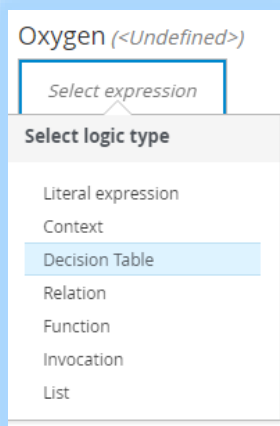 Oxygen (<Undefined>)
Select expression
Select logic type
Literal expression
Context
Decision Table
Relation
Function
Invocation
List